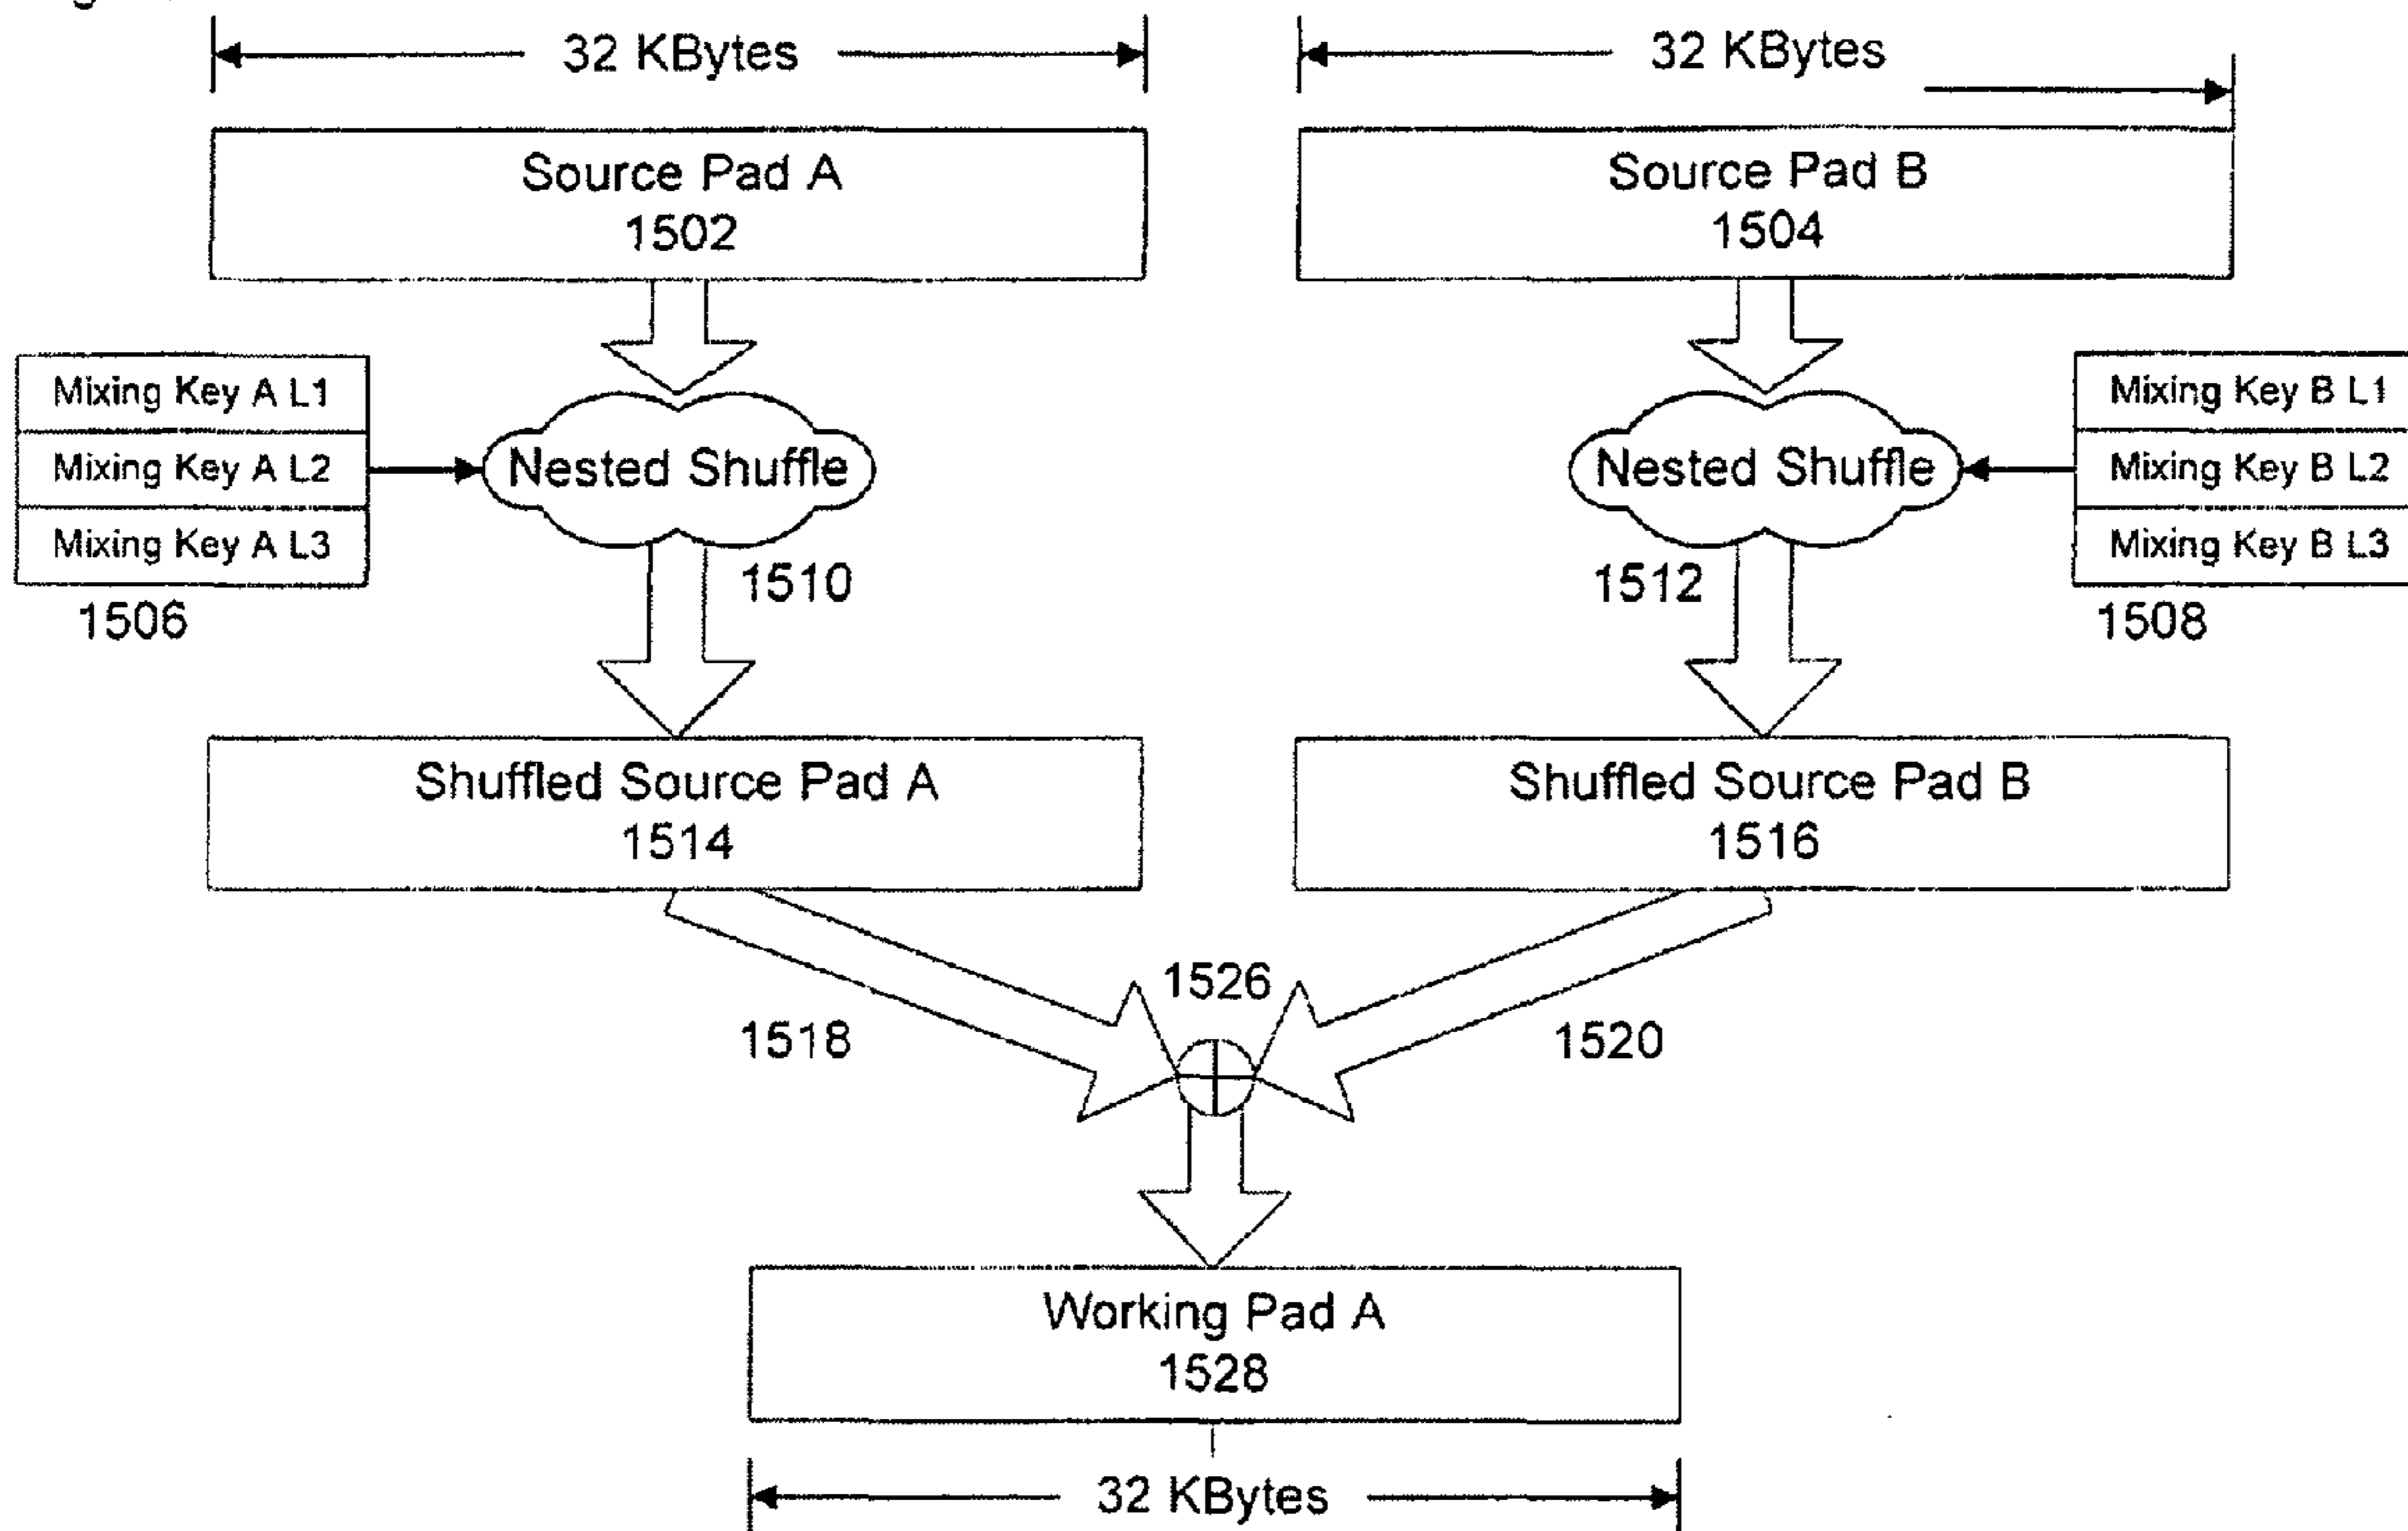 32 KBytes
32 KBytes
Source Pad A
1502
Source Pad B
1504
Mixing Key A L1
Mixing Key A L2
Mixing Key A L3
1506
Nested Shuffle
1510
Nested Shuffle
1512
Mixing Key B L1
Mixing Key B L2
Mixing Key B L3
1508
Shuffled Source Pad A
1514
Shuffled Source Pad B
1516
1518
1526
1520
Working Pad A
1528
32 KBytes